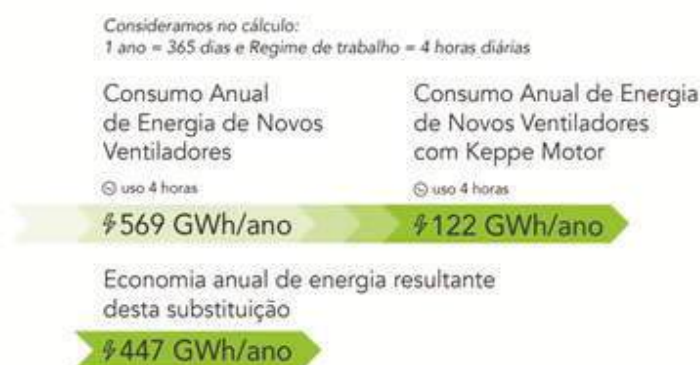 Consideramos no cálculo:
1 ano = 365 dias e Regime de trabalho = 4 horas diárias
Consumo Anual
de Energia de Novos
Ventiladores
uso 4 horas
569 GWh/ano
Consumo Anual de Energia
de Novos Ventiladores
com Keppe Motor
uso 4 horas
122 GWh/ano
Economia anual de energia resultante
desta substituição
447 GWh/ano